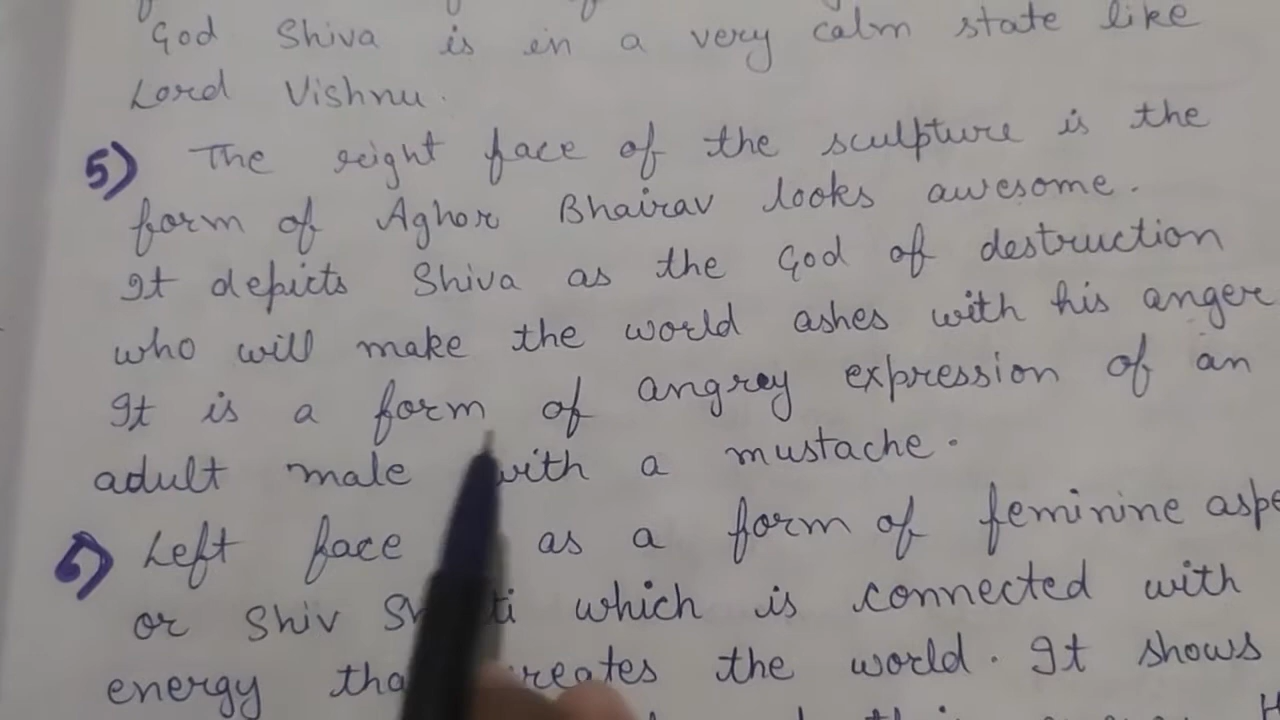 God Shiva is in a very calm state like
Lord Vishnu.
5) The right face of the sculpture is the
form of Aghor Bhairav looks awesome.
It depicts Shiva as the God of destruction
who will make the world ashes with his anger
It is a form of angrey expression of an
adult male with a mustache.
6) Left face as a form of feminine
or Shiv which is connected with
energy the world. It shows